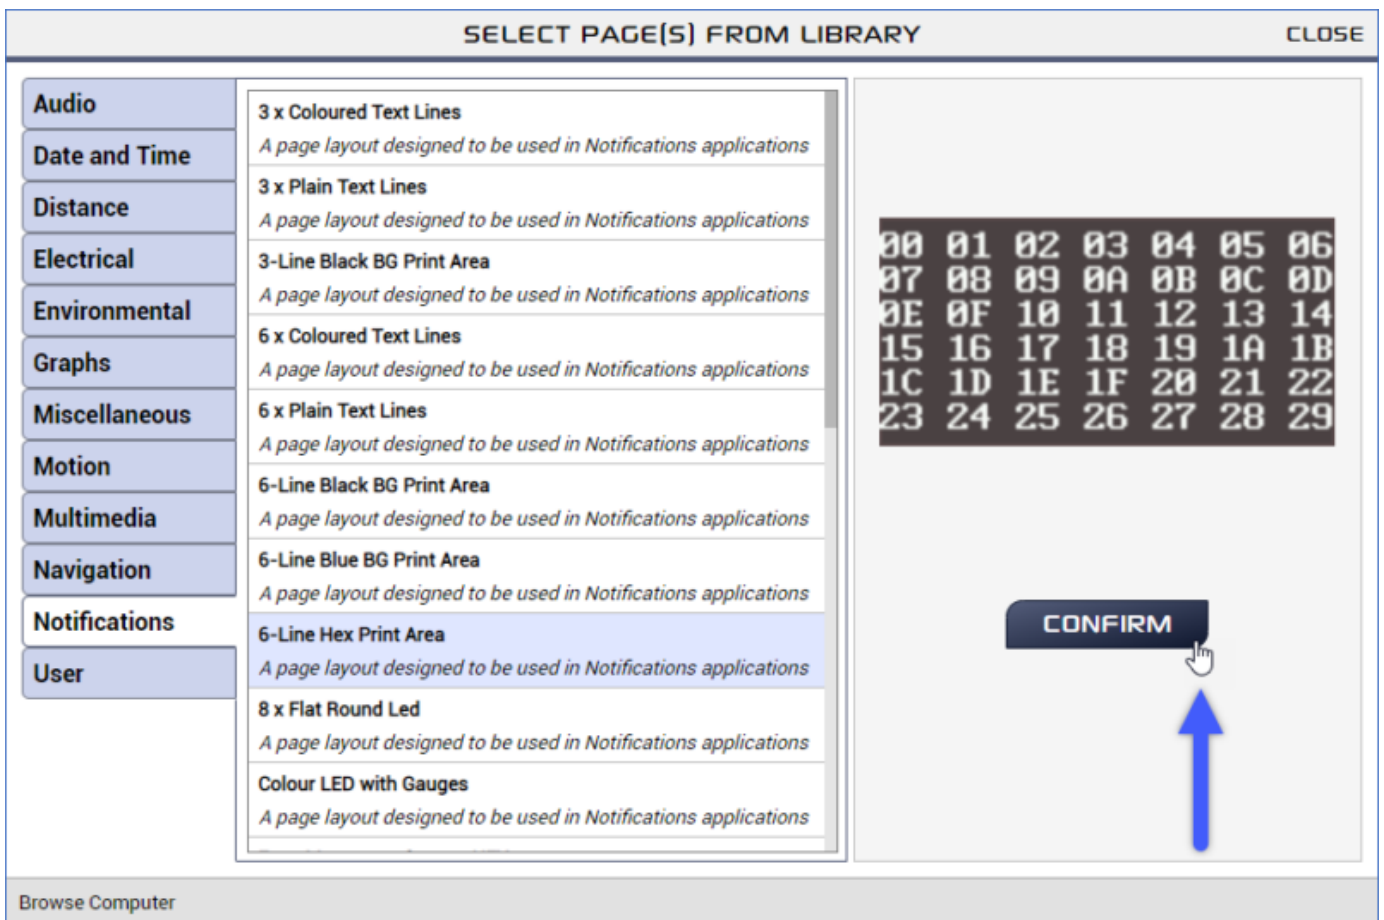 SELECT PAGE(S) FROM LIBRARY
CLOSE
Audio
Date and Time
Distance
Electrical
Environmental
Graphs
Miscellaneous
Motion
Multimedia
Navigation
Notifications
User
3 x Coloured Text Lines
A page layout designed to be used in Notifications applications
3 x Plain Text Lines
A page layout designed to be used in Notifications applications
3-Line Black BG Print Area
A page layout designed to be used in Notifications applications
6 x Coloured Text Lines
A page layout designed to be used in Notifications applications
6 x Plain Text Lines
A page layout designed to be used in Notifications applications
6-Line Black BG Print Area
A page layout designed to be used in Notifications applications
6-Line Blue BG Print Area
A page layout designed to be used in Notifications applications
6-Line Hex Print Area
A page layout designed to be used in Notifications applications
8 x Flat Round Led
A page layout designed to be used in Notifications applications
Colour LED with Gauges
A page layout designed to be used in Notifications applications
00 01 02 03 04 05 06
07 08 09 0A 0B 0C 0D
0E 0F 10 11 12 13 14
15 16 17 18 19 1A 1B
1C 1D 1E 1F 20 21 22
23 24 25 26 27 28 29
CONFIRM
Browse Computer